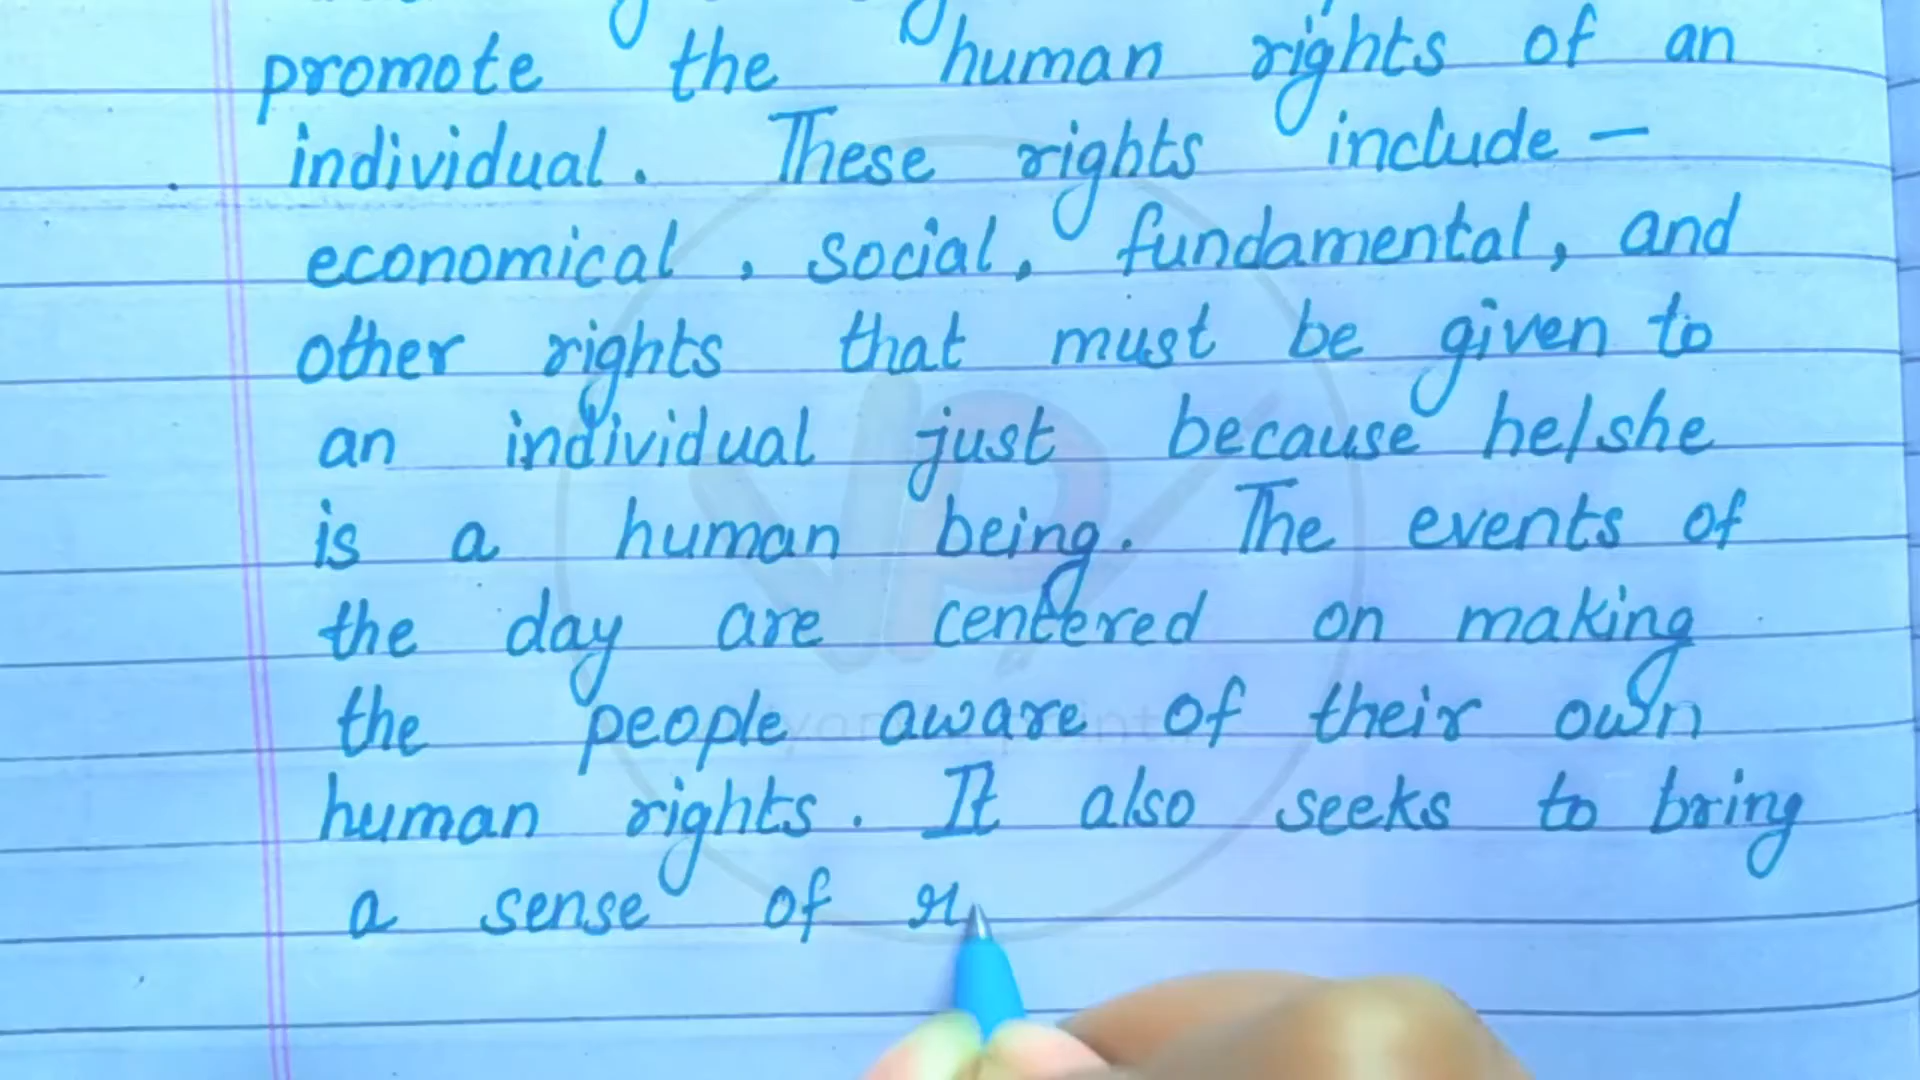 promote the human rights of an
individual. These rights include -
economical, social, fundamental, and
other rights that must be given to
an individual just because he/she
is a human being. The events of
the day are centered on making
the people aware of their own
human rights. It also seeks to bring
a sense of